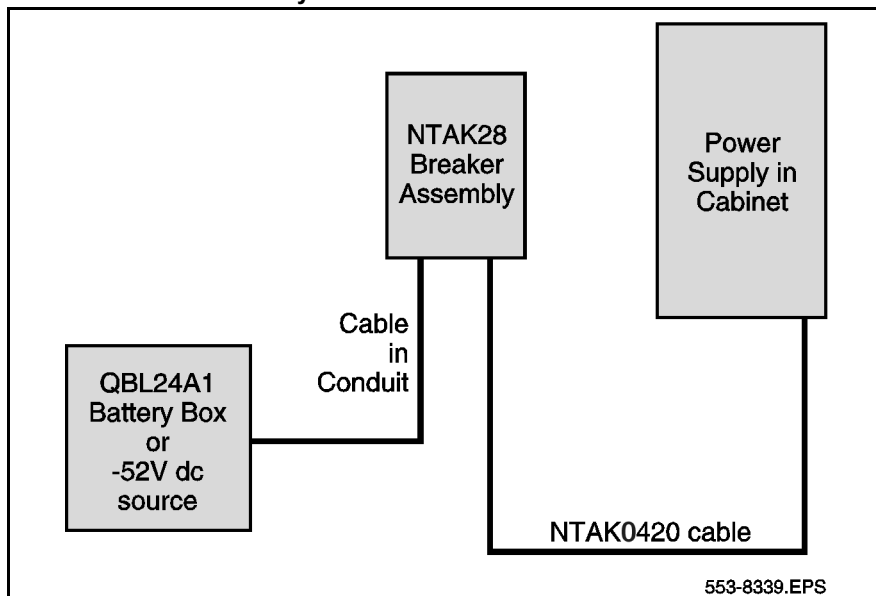 NTAK28
Breaker
Assembly
Power
Supply in
Cabinet
Cable
in
Conduit
QBL24A1
Battery Box
or
-52V dc
source
NTAK0420 cable
553-8339.EPS